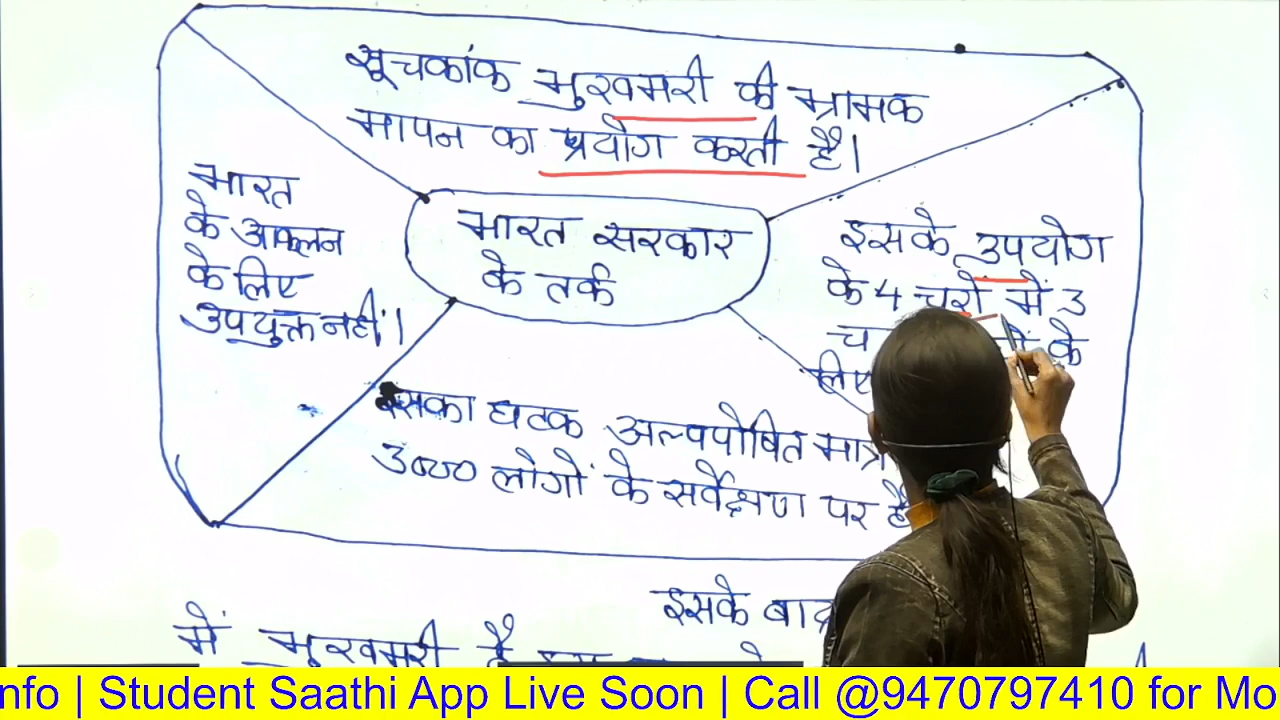 सूचकांक भुखमरी की भ्रामक
मापन का प्रयोग करती है।
भारत
के आकलन
के लिए
उपयुक्त नहीं।
भारत सरकार
के तर्क
इसके उपयोग
के 4 चरों में 3
च के
लिए
इसका घटक अल्पपोषित मात्र
3000 लोगों के सर्वेक्षण पर है
इसके बाद
में भुखमरी है
nfo | Student Saathi App Live Soon | Call @9470797410 for Mo